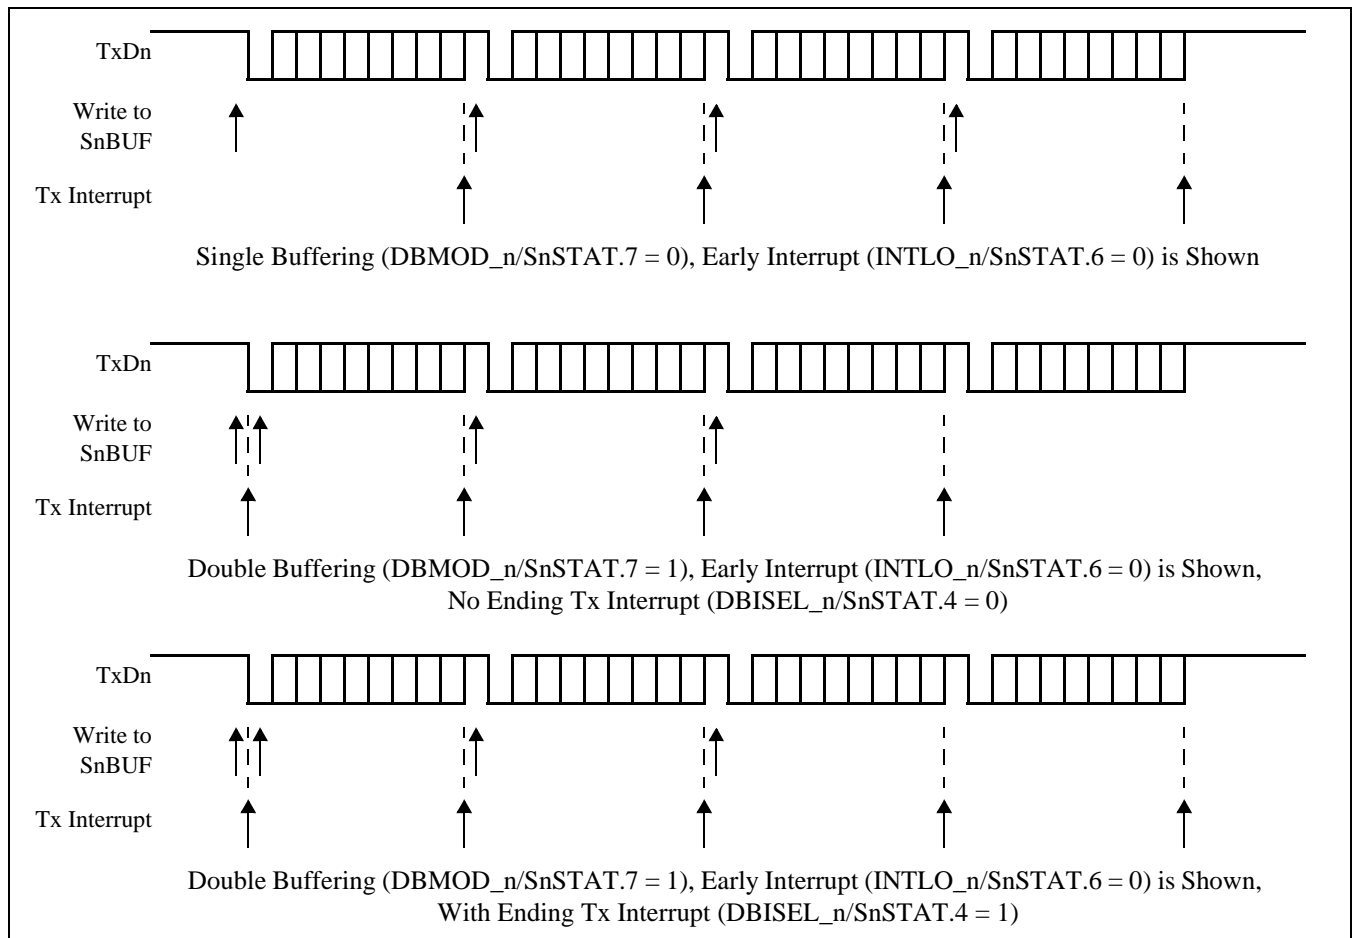 TxDn
Write to
SnBUF
Tx Interrupt
Single Buffering (DBMOD_n/SnSTAT.7 = 0), Early Interrupt (INTLO_n/SnSTAT.6 = 0) is Shown
TxDn
Write to
SnBUF
Tx Interrupt
Double Buffering (DBMOD_n/SnSTAT.7 = 1), Early Interrupt (INTLO_n/SnSTAT.6 = 0) is Shown,
No Ending Tx Interrupt (DBISEL_n/SnSTAT.4 = 0)
TxDn
Write to
SnBUF
Tx Interrupt
Double Buffering (DBMOD_n/SnSTAT.7 = 1), Early Interrupt (INTLO_n/SnSTAT.6 = 0) is Shown,
With Ending Tx Interrupt (DBISEL_n/SnSTAT.4 = 1)